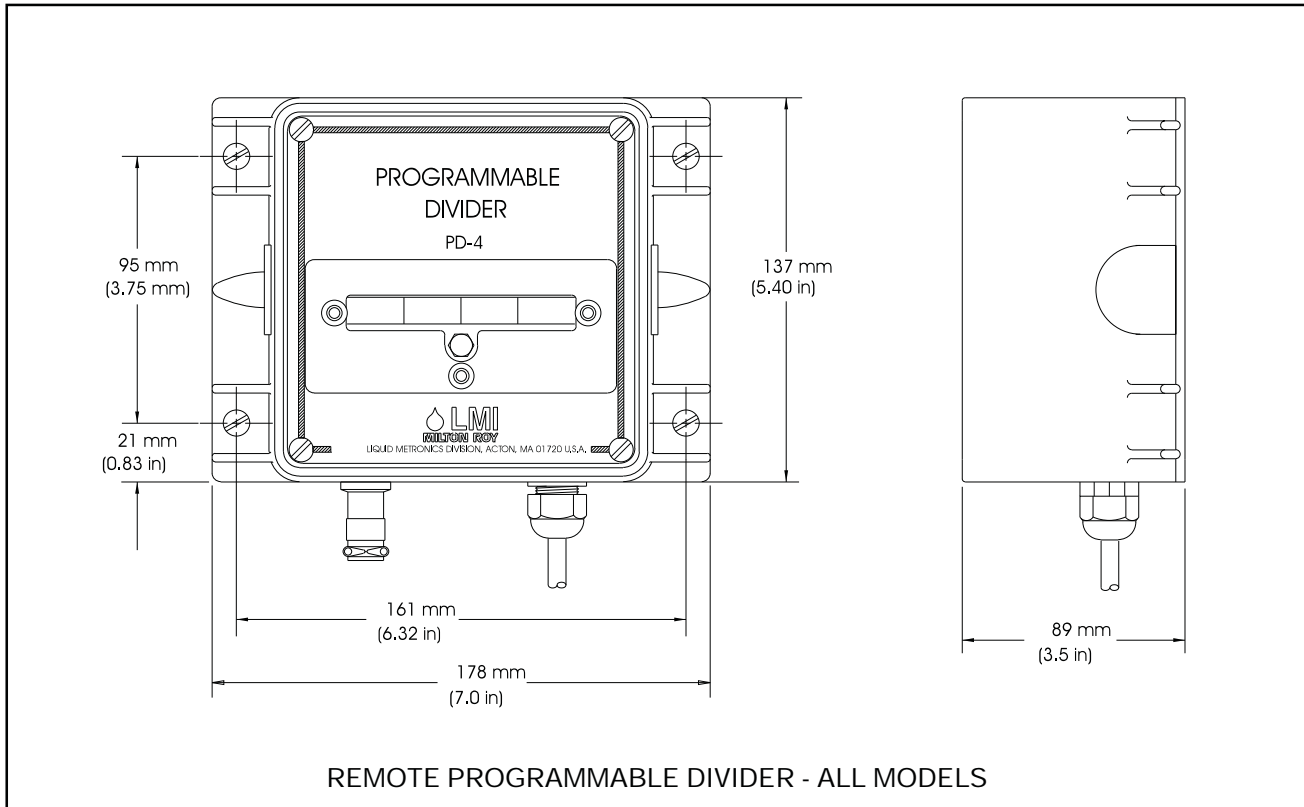 PROGRAMMABLE
DIVIDER
PD-4
95 mm
(3.75 mm)
137 mm
(5.40 in)
21 mm
(0.83 in)
LMI
MILTON ROY
LIQUID METRONICS DIVISION, ACTON, MA 01720 U.S.A.
161 mm
(6.32 in)
89 mm
(3.5 in)
178 mm
(7.0 in)
REMOTE PROGRAMMABLE DIVIDER - ALL MODELS